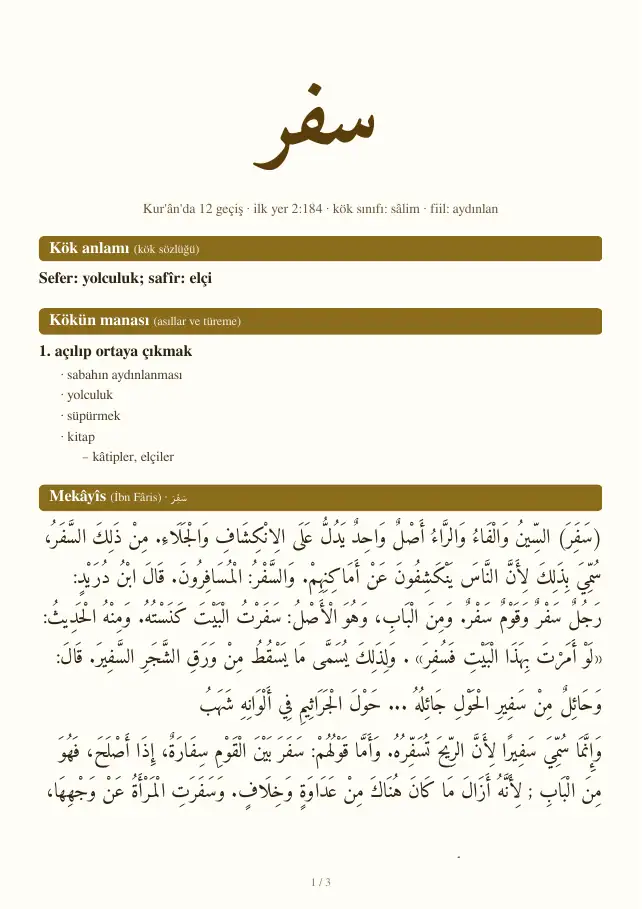 سفر
Kur'ân'da 12 geçiş · ilk yer 2:184 · kök sınıfı: sâlim · fiil: aydınlan
Kök anlamı (kök sözlüğü)
Sefer: yolculuk; safîr: elçi
Kökün manası (asıllar ve türeme)
1. açılıp ortaya çıkmak
· sabahın aydınlanması
· yolculuk
· süpürmek
· kitap
– kâtipler, elçiler
Mekâyîs (İbn Fâris) · سَفَرَ
(سَفَرَ) السِّينُ وَالْفَاءُ وَالرَّاءُ أَصْلٌ وَاحِدٌ يَدُلُّ عَلَى الِانْكِشَافِ وَالْجَلَاءِ. مِنْ ذَلِكَ السَّفَرُ،
سُمِّيَ بِذَلِكَ لِأَنَّ النَّاسَ يَنْكَشِفُونَ عَنْ أَمَاكِنِهِمْ. وَالسَّفْرُ: الْمُسَافِرُونَ. قَالَ ابْنُ دُرَيْدٍ:
رَجُلٌ سَفْرٌ وَقَوْمٌ سَفْرٌ. وَمِنَ الْبَابِ، وَهُوَ الْأَصْلُ: سَفَرْتُ الْبَيْتَ كَنَسْتُهُ. وَمِنْهُ الْحَدِيثُ:
«لَوْ أَمَرْتَ بِهَذَا الْبَيْتِ فَسُفِرَ» . وَلِذَلِكَ يُسَمَّى مَا يَسْقُطُ مِنْ وَرَقِ الشَّجَرِ السَّفِيرَ. قَالَ:
وَحَائِلٌ مِنْ سَفِيرِ الْحَوْلِ جَائِلُهُ ... حَوْلَ الْجَرَاثِيمِ فِي أَلْوَانِهِ شَهَبُ
وَإِنَّمَا سُمِّيَ سَفِيرًا لِأَنَّ الرِّيحَ تُسَفِّرُهُ. وَأَمَّا قَوْلُهُمْ: سَفَرَ بَيْنَ الْقَوْمِ سِفَارَةً، إِذَا أَصْلَحَ، فَهُوَ
مِنَ الْبَابِ ; لِأَنَّهُ أَزَالَ مَا كَانَ هُنَاكَ مِنْ عَدَاوَةٍ وَخِلَافٍ. وَسَفَرَتِ الْمَرْأَةُ عَنْ وَجْهِهَا،
1 / 3